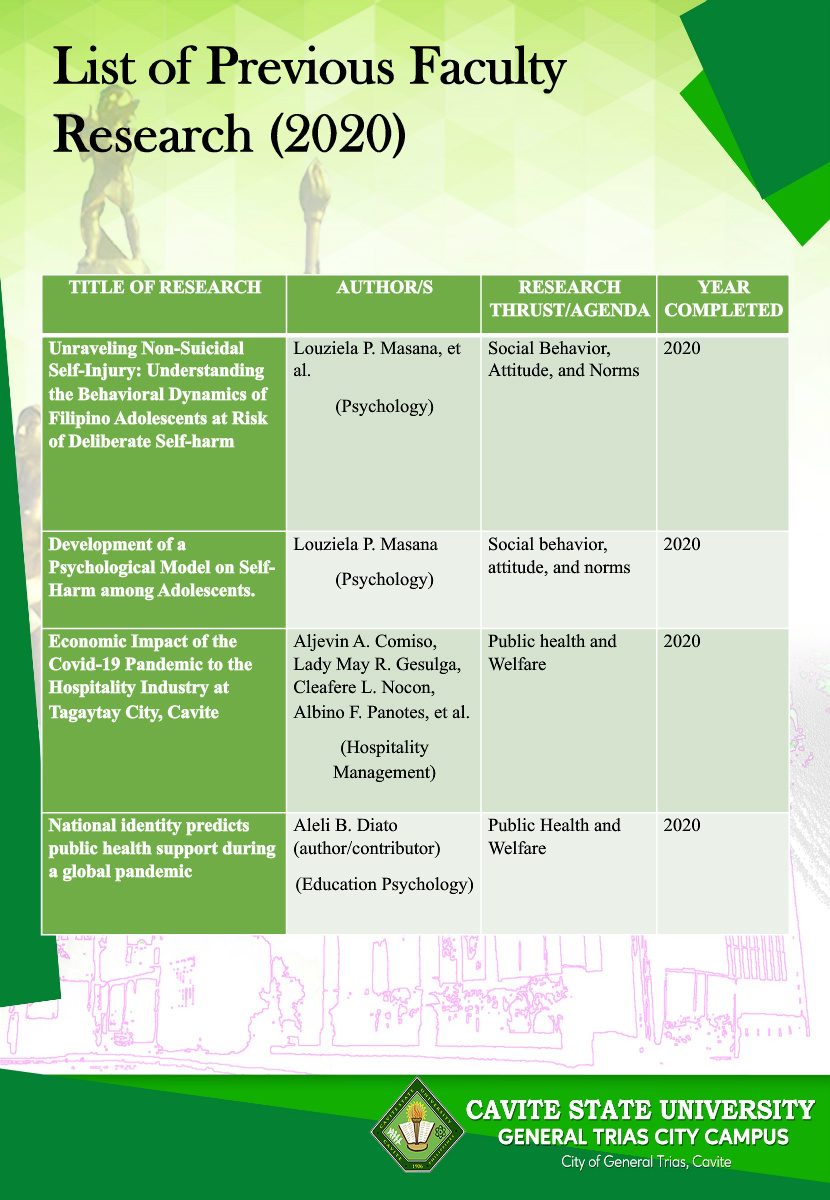 List of Previous Faculty
Research (2020)
TITLE OF RESEARCH
AUTHOR/S
RESEARCH
THRUST/AGENDA
YEAR
COMPLETED
Unraveling Non-Suicidal
Self-Injury: Understanding
the Behavioral Dynamics of
Filipino Adolescents at Risk
of Deliberate Self-harm
Louziela P. Masana, et
al.
(Psychology)
Social Behavior,
Attitude, and Norms
2020
Development of a
Psychological Model on Self-
Harm among Adolescents.
Louziela P. Masana
(Psychology)
Social behavior,
attitude, and norms
2020
Economic Impact of the
Covid-19 Pandemic to the
Hospitality Industry at
Tagaytay City, Cavite
Aljevin A. Comiso,
Lady May R. Gesulga,
Cleafere L. Nocon,
Albino F. Panotes, et al.
(Hospitality
Management)
Public health and
Welfare
2020
National identity predicts
public health support during
a global pandemic
Aleli B. Diato
(author/contributor)
(Education Psychology)
Public Health and
Welfare
2020
CAVITE STATE UNIVERSITY
GENERAL TRIAS CITY CAMPUS
City of General Trias, Cavite